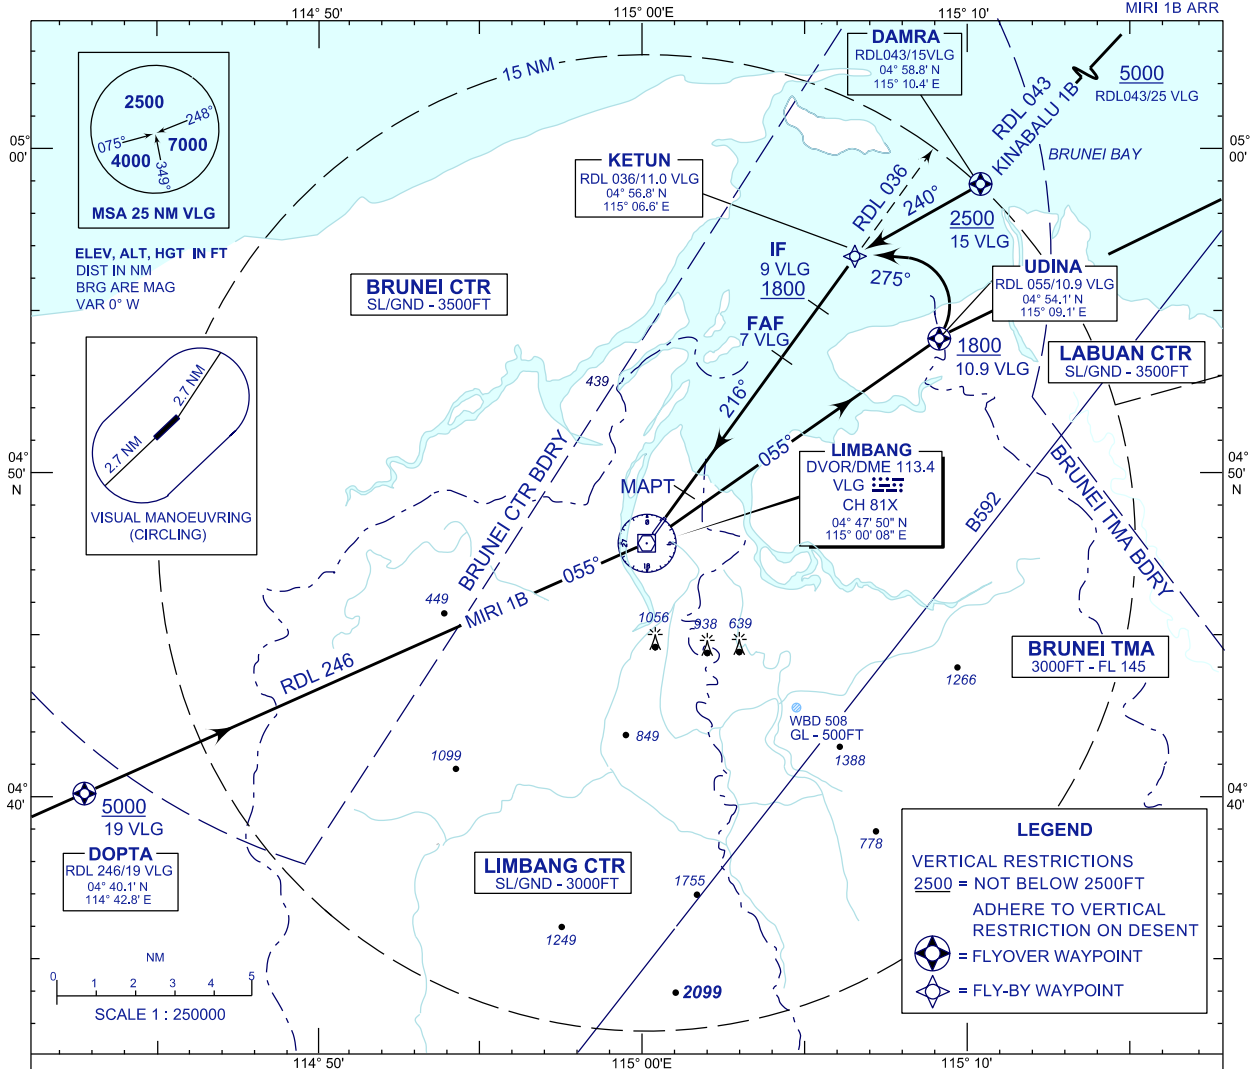 MIRI 1B ARR
114° 50'
115° 00'E
115° 10'
05°
00'
05°
00'
2500
248°
075°
7000
4000
349°
MSA 25 NM VLG
ELEV, ALT, HGT IN FT
DIST IN NM
BRG ARE MAG
VAR 0° W
15 NM
DAMRA
RDL043/15VLG
04° 58.8' N
115° 10.4' E
RDL 043
KINABALU 1B
5000
RDL043/25 VLG
BRUNEI BAY
KETUN
RDL 036/11.0 VLG
04° 56.8' N
115° 06.6' E
RDL 036
240°
2500
15 VLG
BRUNEI CTR
SL/GND - 3500FT
IF
9 VLG
1800
FAF
7 VLG
275°
UDINA
RDL 055/10.9 VLG
04° 54.1' N
115° 09.1' E
1800
10.9 VLG
LABUAN CTR
SL/GND - 3500FT
2.7 NM
2.7 NM
VISUAL MANOEUVRING
(CIRCLING)
439
216°
055°
04°
50'
N
04°
50'
N
LIMBANG
DVOR/DME 113.4
VLG
CH 81X
04° 47' 50" N
115° 00' 08" E
MAPT
BRUNEI CTR BDRY
B592
BRUNEI TMA BDRY
0
27
18
055°
MIRI 1B
RDL 246
449
1056
938
639
BRUNEI TMA
3000FT - FL 145
1266
WBD 508
GL - 500FT
849
1099
1388
04°
40'
04°
40'
5000
19 VLG
DOPTA
RDL 246/19 VLG
04° 40.1' N
114° 42.8' E
778
LIMBANG CTR
SL/GND - 3000FT
1755
1249
2099
NM
0 1 2 3 4 5
SCALE 1 : 250000
LEGEND
VERTICAL RESTRICTIONS
2500 = NOT BELOW 2500FT
ADHERE TO VERTICAL
RESTRICTION ON DESENT
= FLYOVER WAYPOINT
= FLY-BY WAYPOINT
114° 50'
115° 00'E
115° 10'